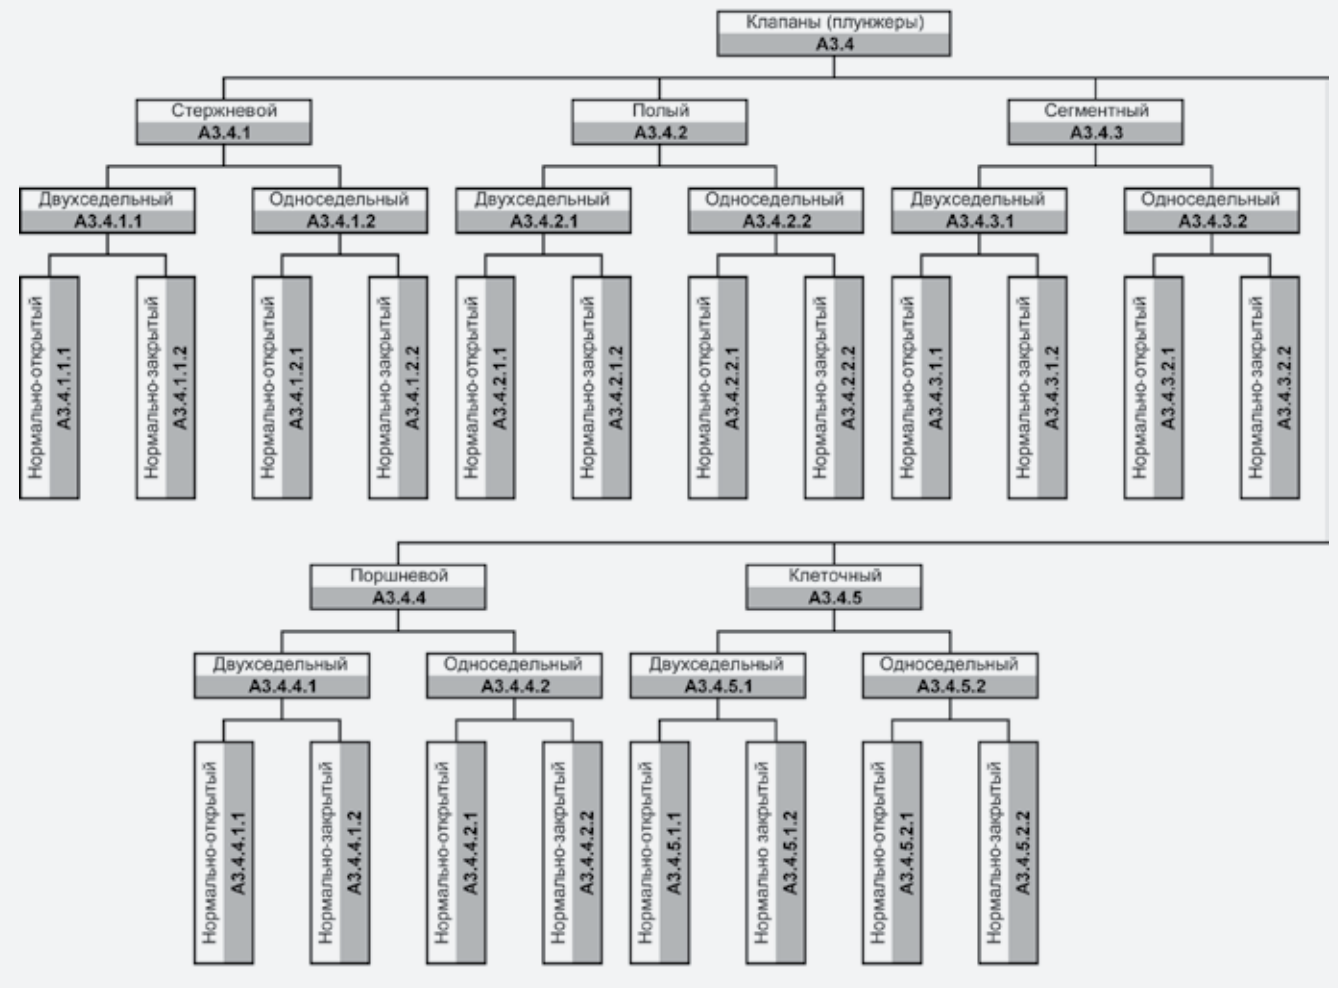 Клапаны (плунжеры)
А3.4
Стержневой
А3.4.1
Полый
А3.4.2
Сегментный
А3.4.3
Двухседельный
А3.4.1.1
Односедельный
А3.4.1.2
Двухседельный
А3.4.2.1
Односедельный
А3.4.2.2
Двухседельный
А3.4.3.1
Односедельный
А3.4.3.2
Нормально-открытый
А3.4.1.1.1
Нормально-закрытый
А3.4.1.1.2
Нормально-открытый
А3.4.1.2.1
Нормально-закрытый
А3.4.1.2.2
Нормально-открытый
А3.4.2.1.1
Нормально-закрытый
А3.4.2.1.2
Нормально-открытый
А3.4.2.2.1
Нормально-закрытый
А3.4.2.2.2
Нормально-открытый
А3.4.3.1.1
Нормально-закрытый
А3.4.3.1.2
Нормально-открытый
А3.4.3.2.1
Нормально-закрытый
А3.4.3.2.2
Поршневой
А3.4.4
Клеточный
А3.4.5
Двухседельный
А3.4.4.1
Односедельный
А3.4.4.2
Двухседельный
А3.4.5.1
Односедельный
А3.4.5.2
Нормально-открытый
А3.4.4.1.1
Нормально-закрытый
А3.4.4.1.2
Нормально-открытый
А3.4.4.2.1
Нормально-закрытый
А3.4.4.2.2
Нормально-открытый
А3.4.5.1.1
Нормально закрытый
А3.4.5.1.2
Нормально-открытый
А3.4.5.2.1
Нормально-закрытый
А3.4.5.2.2